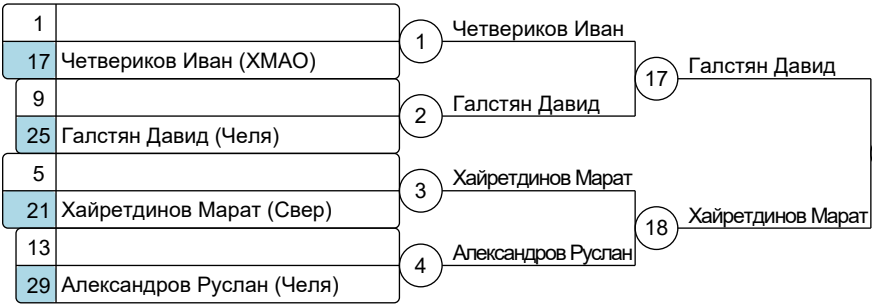 1
17 Четвериков Иван (ХМАО)
9
25 Галстян Давид (Челя)
5
21 Хайретдинов Марат (Свер)
13
29 Александров Руслан (Челя)
1 Четвериков Иван
2 Галстян Давид
3 Хайретдинов Марат
4 Александров Руслан
17 Галстян Давид
18 Хайретдинов Марат